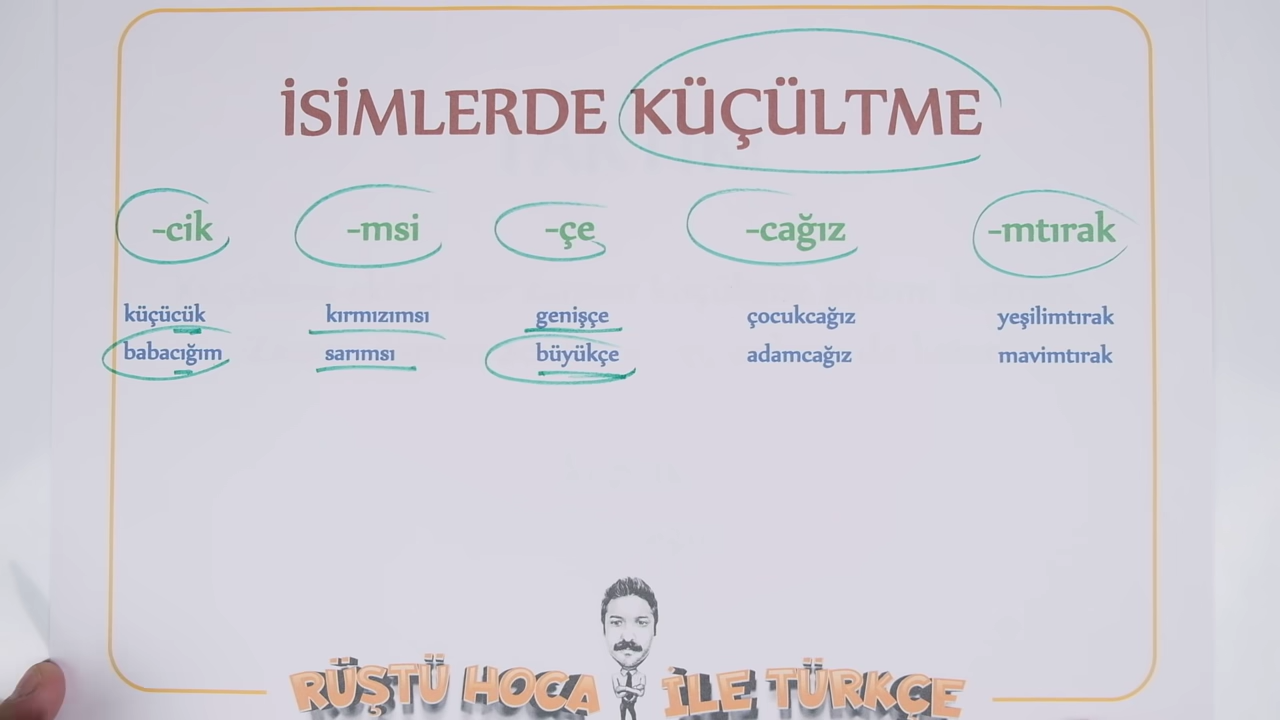 İSİMLERDE KÜÇÜLTME
-cik -msi -çe -cağız -mtırak
küçücük kırmızımsı genişçe çocukcağız yeşilimtırak
babacığım sarımsı büyükçe adamcağız mavimtırak
RÜŞTÜ HOCA İLE TÜRKÇE